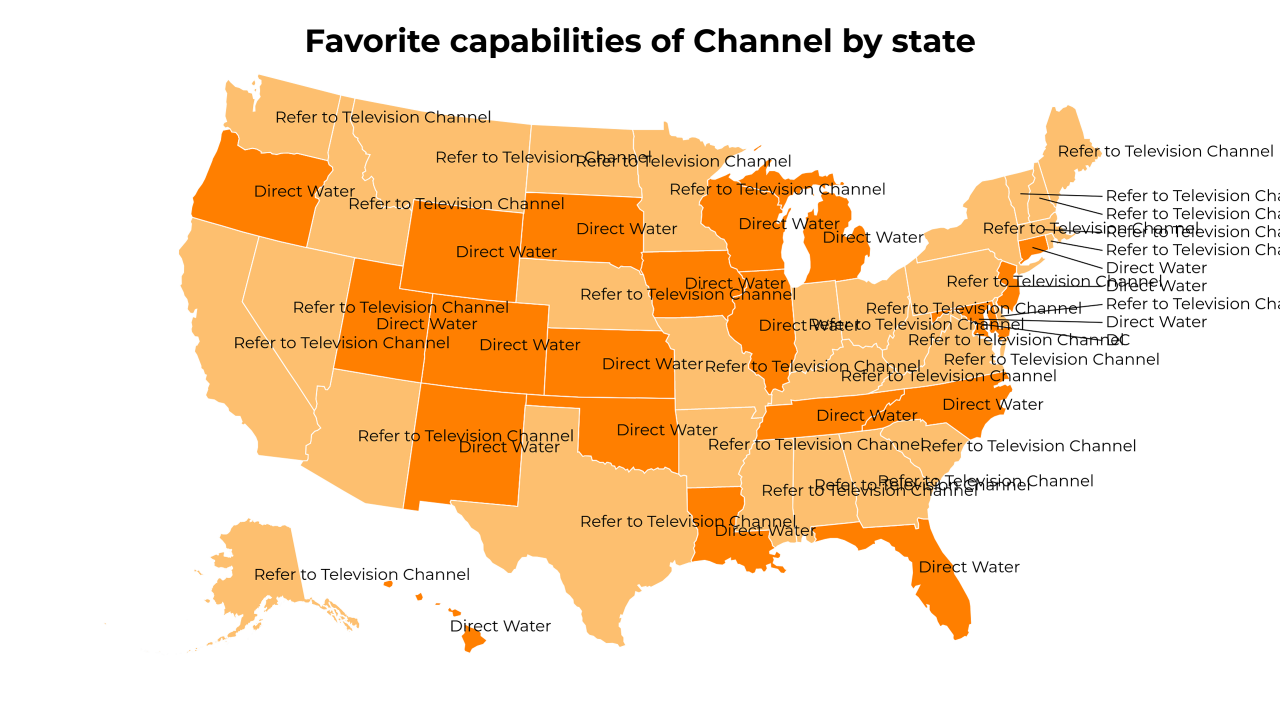 Favorite capabilities of Channel by state
Refer to Television Channel
Refer to Television Channel
Refer to Television Channel
Refer to Television Channel
Refer to Television Channel
Direct Water
Refer to Television Channel
Refer to Television Cha
Refer to Television Channel
Refer to Television Cha
Direct Water
Direct Water
Refer to Television Channel
Refer to Television Cha
Direct Water
Direct Water
Refer to Television Cha
Direct Water
Refer to Television Channel
Direct Water
Direct Water
Refer to Television Channel
Refer to Television Channel
Refer to Television Channel
Refer to Television Cha
Direct Water
Direct Water
Refer to Television Channel
Direct Water
Refer to Television Channel
Refer to Television Channel
DC
Direct Water
Refer to Television Channel
Direct Water
Refer to Television Channel
Refer to Television Channel
Direct Water
Direct Water
Direct Water
Refer to Television Channel
Direct Water
Refer to Television Channel
Refer to Television Channel
Refer to Television Channel
Refer to Television Channel
Refer to Television Channel
Refer to Television Channel
Direct Water
Direct Water
Refer to Television Channel
Direct Water